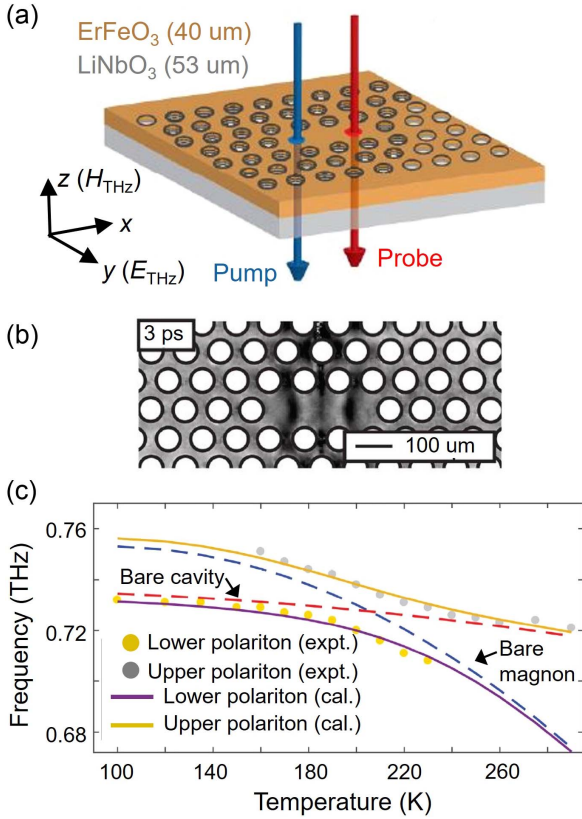 (a)
ErFeO3 (40 um)
LiNbO3 (53 um)
z (HTHz)
x
y (ETHz)
Pump
Probe
(b)
3 ps
100 um
(c)
Frequency (THz)
0.76
0.72
0.68
Bare cavity
Bare
magnon
Lower polariton (expt.)
Upper polariton (expt.)
Lower polariton (cal.)
Upper polariton (cal.)
100 140 180 220 260
Temperature (K)